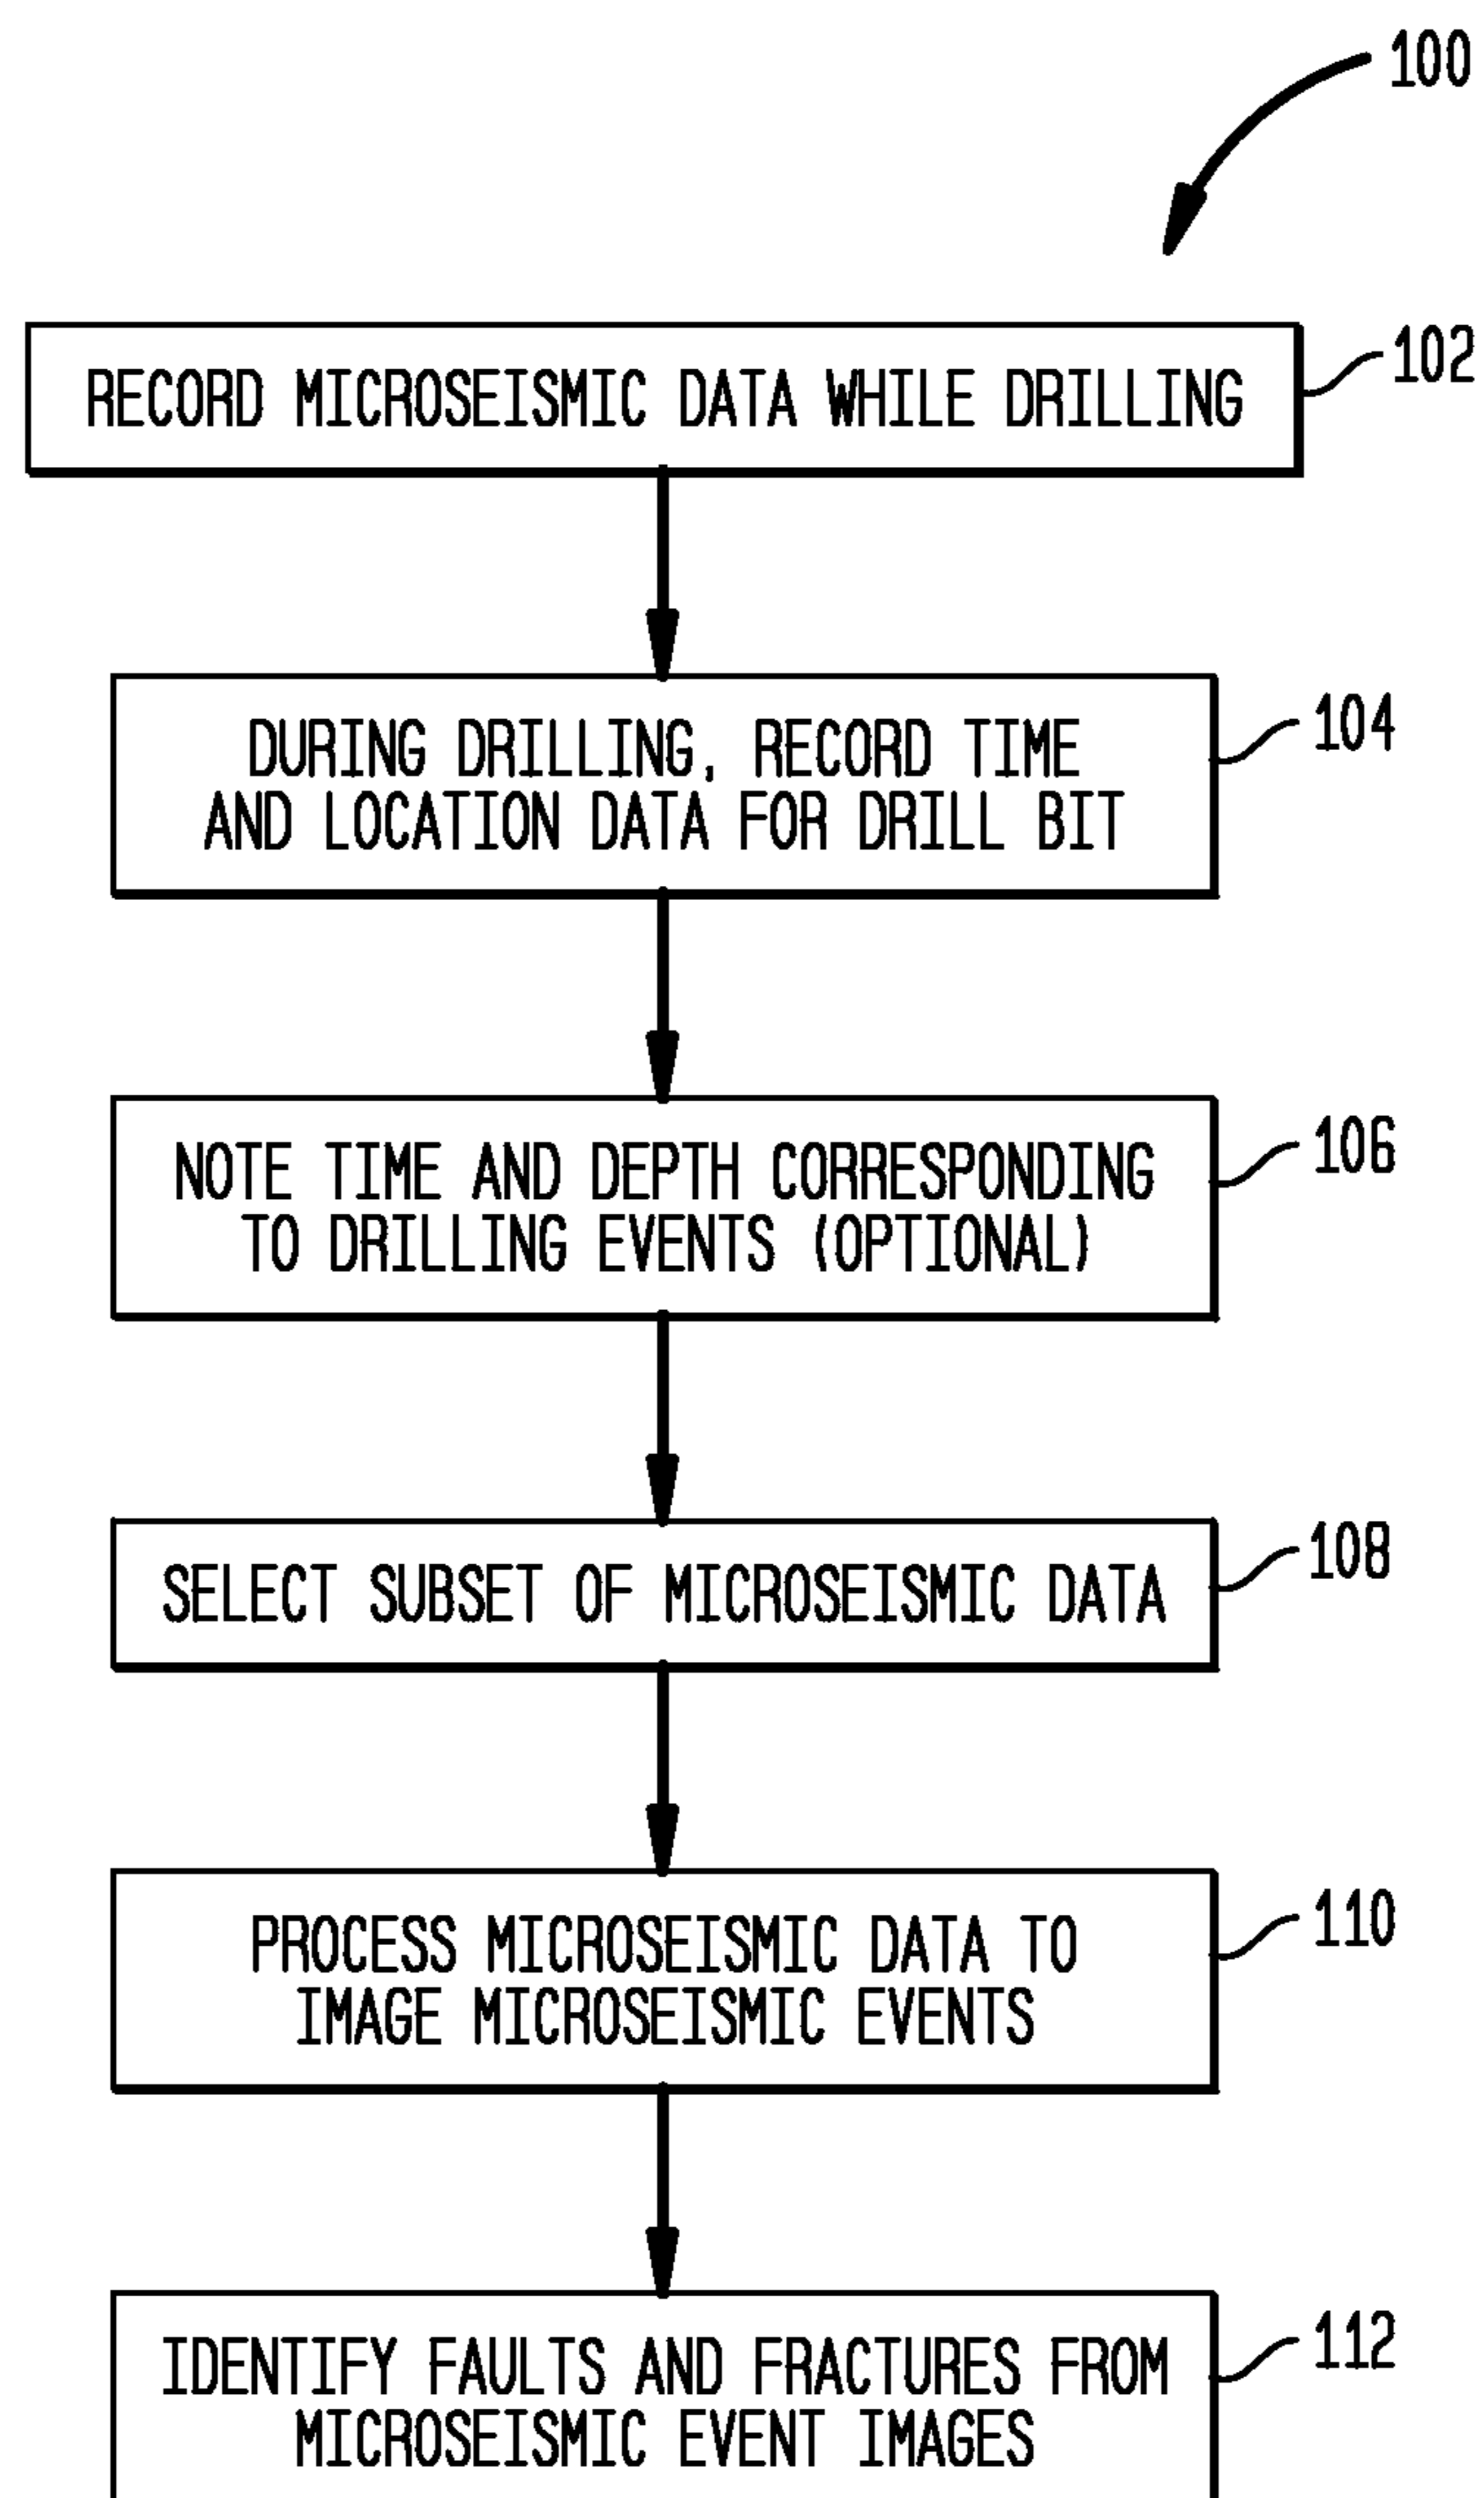 100
RECORD MICROSEISMIC DATA WHILE DRILLING
102
DURING DRILLING, RECORD TIME
AND LOCATION DATA FOR DRILL BIT
104
NOTE TIME AND DEPTH CORRESPONDING
TO DRILLING EVENTS (OPTIONAL)
106
SELECT SUBSET OF MICROSEISMIC DATA
108
PROCESS MICROSEISMIC DATA TO
IMAGE MICROSEISMIC EVENTS
110
IDENTIFY FAULTS AND FRACTURES FROM
MICROSEISMIC EVENT IMAGES
112